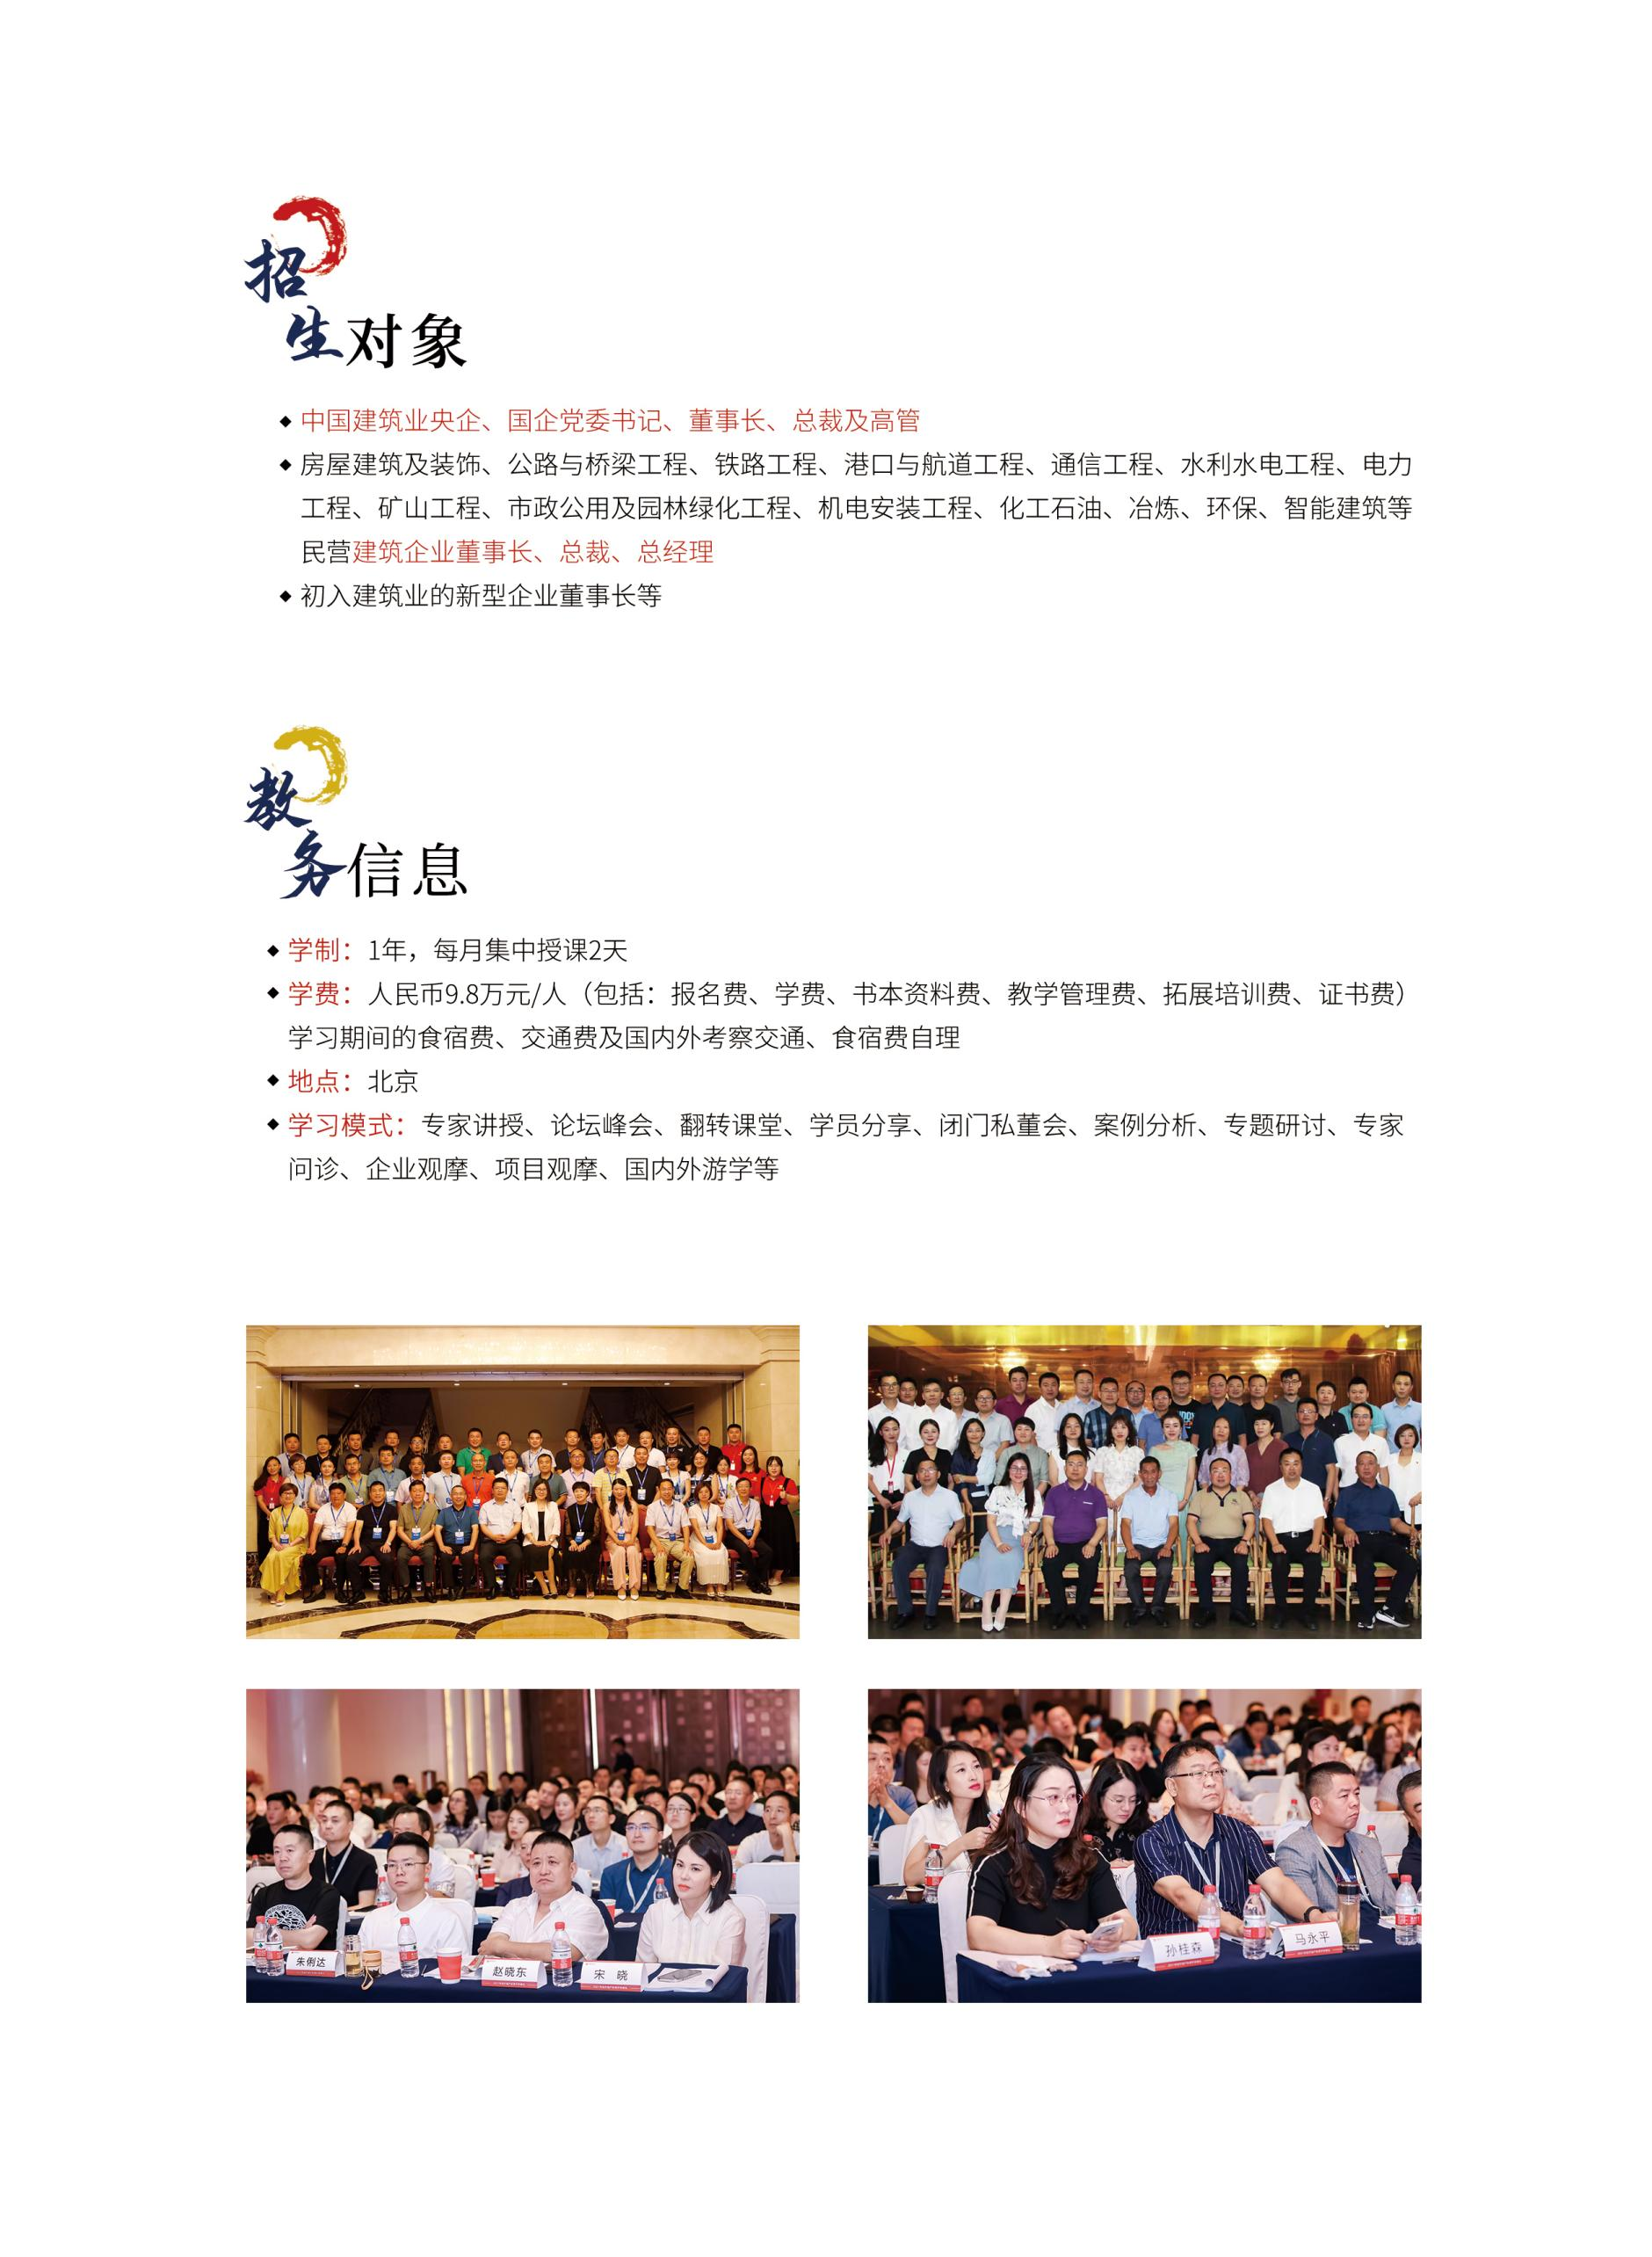 招生对象
◆ 中国建筑业央企、国企党委书记、董事长、总裁及高管
◆ 房屋建筑及装饰、公路与桥梁工程、铁路工程、港口与航道工程、通信工程、水利水电工程、电力
工程、矿山工程、市政公用及园林绿化工程、机电安装工程、化工石油、冶炼、环保、智能建筑等
民营建筑企业董事长、总裁、总经理
◆ 初入建筑业的新型企业董事长等
教务信息
◆ 学制：1年，每月集中授课2天
◆ 学费：人民币9.8万元/人（包括：报名费、学费、书本资料费、教学管理费、拓展培训费、证书费）
学习期间的食宿费、交通费及国内外考察交通、食宿费自理
◆ 地点：北京
◆ 学习模式：专家讲授、论坛峰会、翻转课堂、学员分享、闭门私董会、案例分析、专题研讨、专家
问诊、企业观摩、项目观摩、国内外游学等
朱俐达
赵晓东
宋 晓
孙桂森
马永平